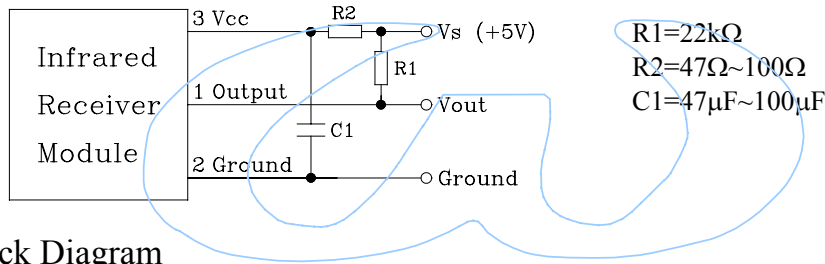 3 Vcc
R2
Vs (+5V)
R1=22kΩ
Infrared
R1
R2=47Ω~100Ω
Receiver
1 Output
Vout
C1=47μF~100μF
C1
Module
2 Ground
Ground
ck Diagram